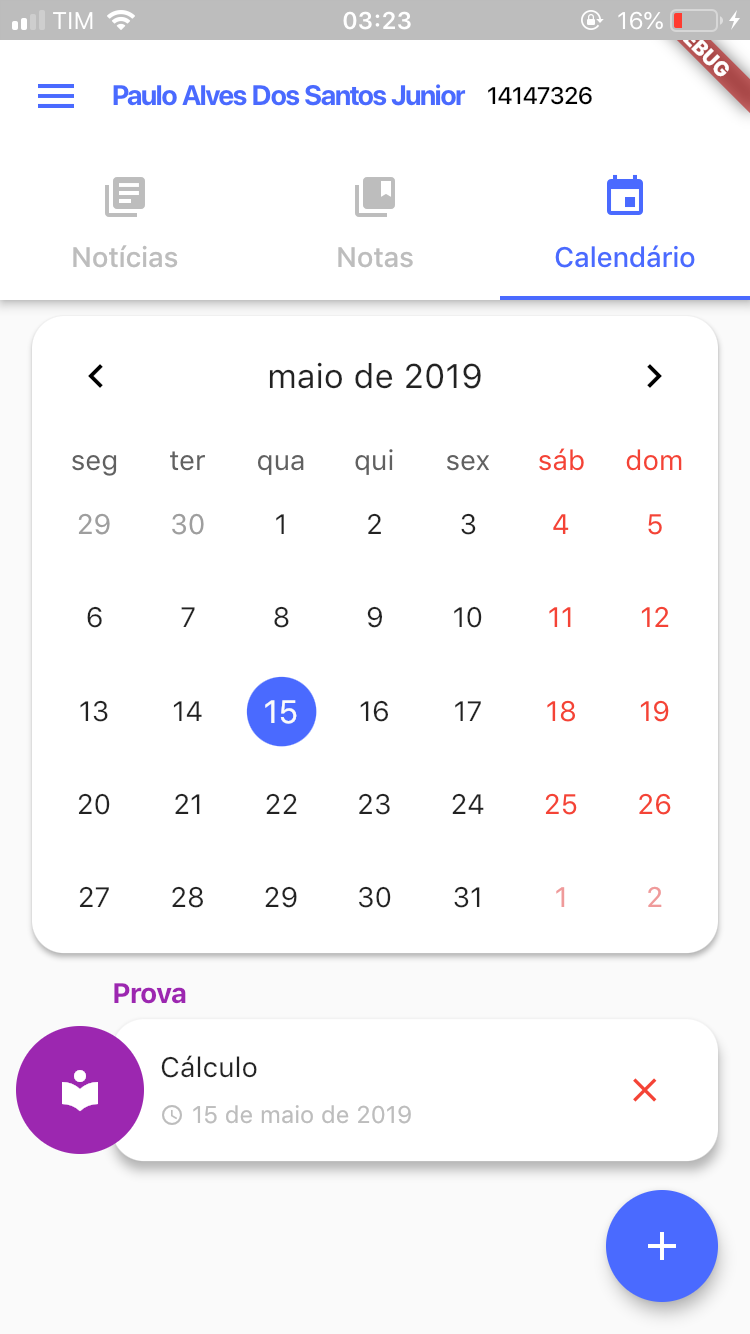 TIM 03:23 16%
Paulo Alves Dos Santos Junior 14147326
Notícias Notas Calendário
maio de 2019
seg ter qua qui sex sáb dom
29 30 1 2 3 4 5
6 7 8 9 10 11 12
13 14 15 16 17 18 19
20 21 22 23 24 25 26
27 28 29 30 31 1 2
Prova
Cálculo
15 de maio de 2019